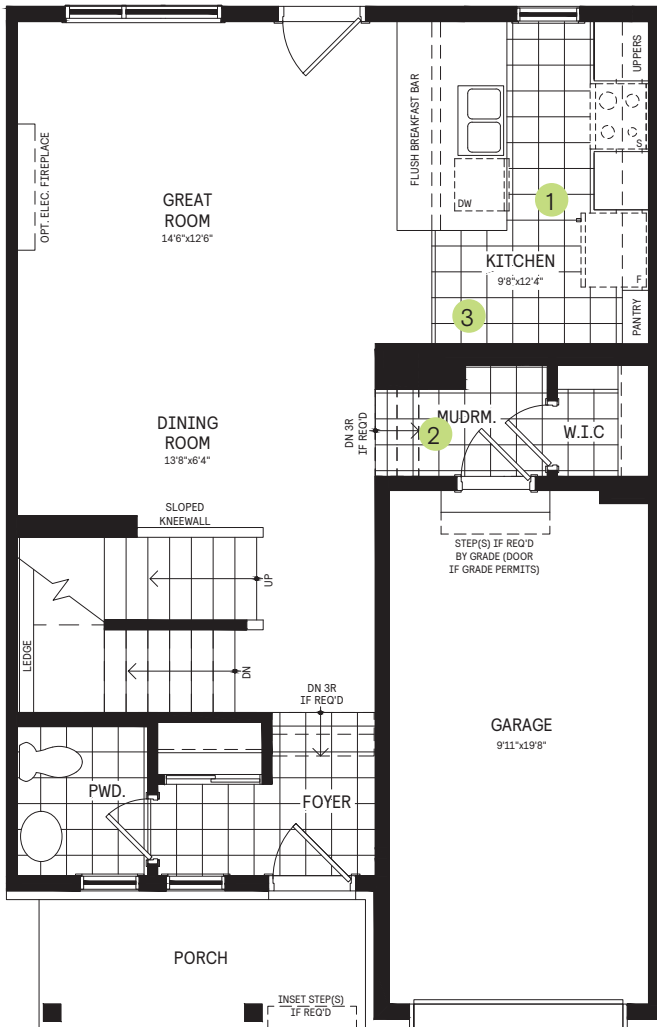 UPPERS
S
FLUSH BREAKFAST BAR
DW
1
OPT. ELEC. FIREPLACE
GREAT
ROOM
14'6"x12'6"
KITCHEN
9'8"x12'4"
F
3
PANTRY
DINING
ROOM
13'8"x6'4"
DN 3R
IF REQ'D
MUDRM.
2
W.I.C
SLOPED
KNEEWALL
STEP(S) IF REQ'D
BY GRADE (DOOR
IF GRADE PERMITS)
UP
LEDGE
DN
DN 3R
IF REQ'D
GARAGE
9'11"x19'8"
PWD.
FOYER
PORCH
INSET STEP(S)
IF REQ'D